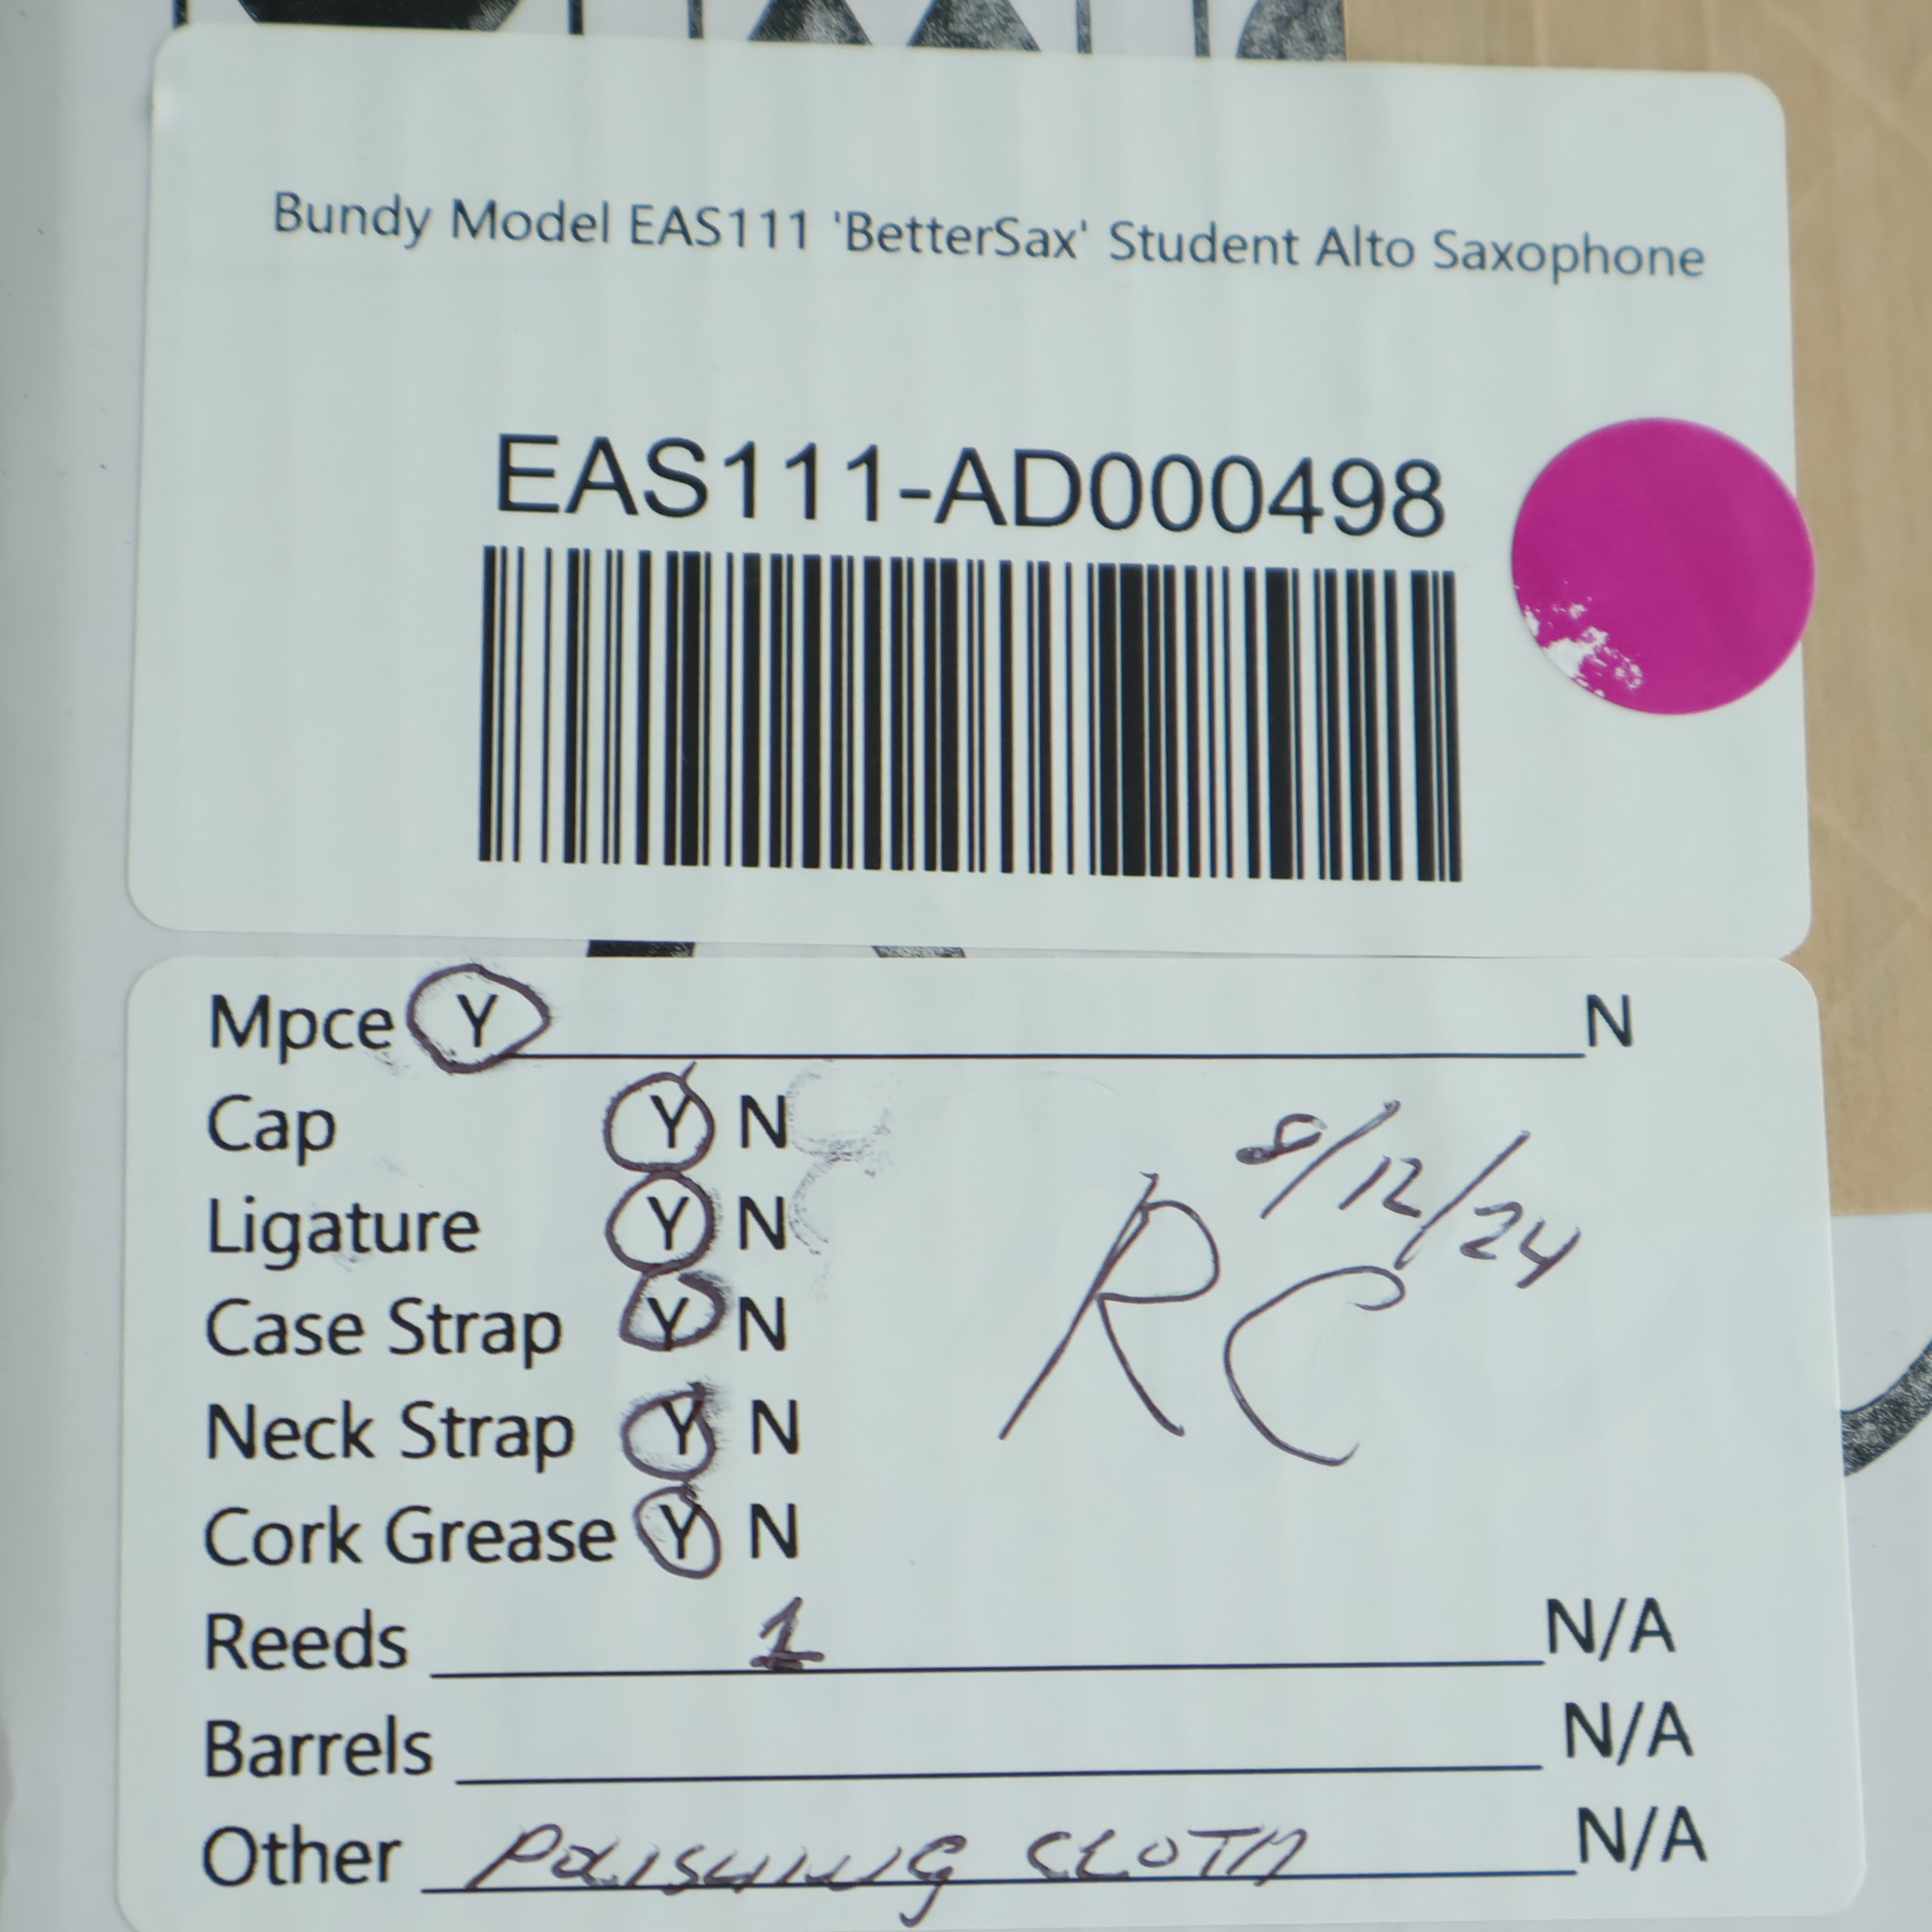 Bundy Model EAS111 'BetterSax' Student Alto Saxophone
EAS111-AD000498
Mpce Y N
Cap Y N
8/12/24
Ligature Y N
RC
Case Strap Y N
Neck Strap Y N
Cork Grease Y N
Reeds 1 N/A
Barrels N/A
Other POLISHING CLOTH N/A